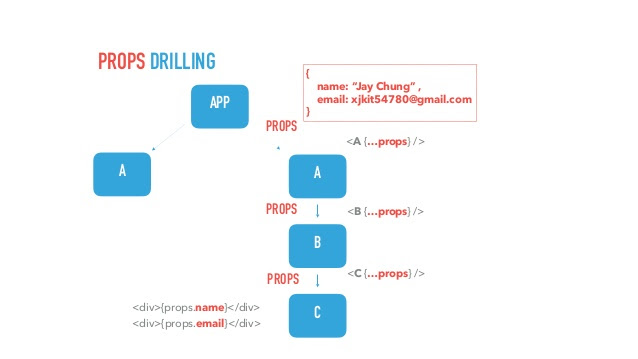 PROPS DRILLING
{
name: “Jay Chung” ,
email: xjkit54780@gmail.com
}
APP
PROPS
<A {...props} />
A
A
PROPS
<B {...props} />
B
PROPS
<C {...props} />
<div>{props.name}</div>
<div>{props.email}</div>
C